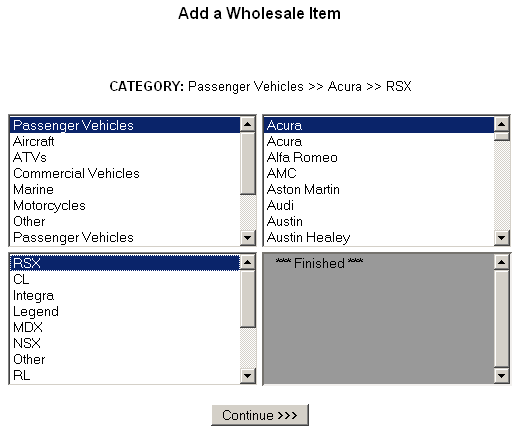 Add a Wholesale Item
CATEGORY: Passenger Vehicles >> Acura >> RSX
Passenger Vehicles
Aircraft
ATVs
Commercial Vehicles
Marine
Motorcycles
Other
Passenger Vehicles
Acura
Acura
Alfa Romeo
AMC
Aston Martin
Audi
Austin
Austin Healey
RSX
CL
Integra
Legend
MDX
NSX
Other
RL
*** Finished ***
Continue >>>